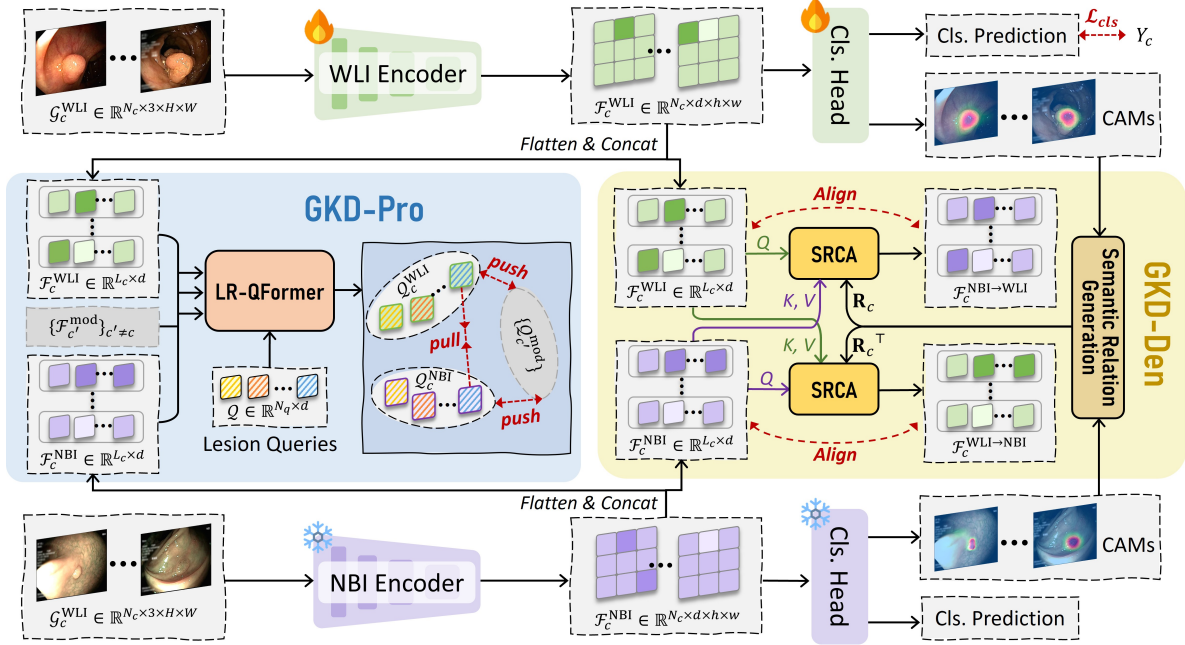 𝒢_c^WLI ∈ ℝ^{N_c×3×H×W}
WLI Encoder
ℱ_c^WLI ∈ ℝ^{N_c×d×h×w}
Cls. Head
Cls. Prediction
ℒ_cls
Y_c
CAMs
Flatten & Concat
GKD-Pro
ℱ_c^WLI ∈ ℝ^{L_c×d}
{ℱ_{c′}^mod}_{c′≠c}
ℱ_c^NBI ∈ ℝ^{L_c×d}
LR-QFormer
Q ∈ ℝ^{N_q×d}
Lesion Queries
Q_c^WLI
push
pull
{Q_{c′}^mod}
Q_c^NBI
push
GKD-Den
Align
ℱ_c^WLI ∈ ℝ^{L_c×d}
Q
SRCA
ℱ_c^{NBI→WLI}
K, V
R_c
K, V
R_c^⊤
Semantic Relation
Generation
ℱ_c^NBI ∈ ℝ^{L_c×d}
Q
SRCA
ℱ_c^{WLI→NBI}
Align
Flatten & Concat
𝒢_c^WLI ∈ ℝ^{N_c×3×H×W}
NBI Encoder
ℱ_c^NBI ∈ ℝ^{N_c×d×h×w}
Cls. Head
CAMs
Cls. Prediction